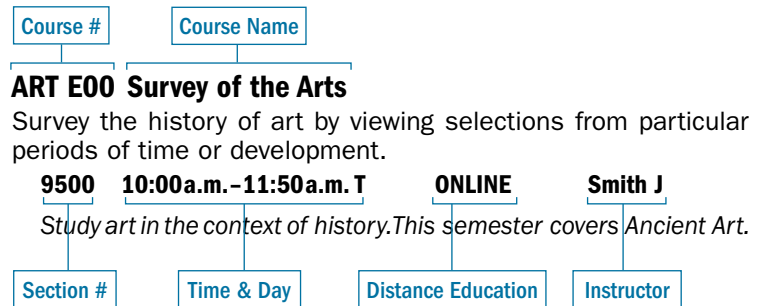 Course # Course Name
ART E00 Survey of the Arts
Survey the history of art by viewing selections from particular
periods of time or development.
9500 10:00a.m.–11:50a.m. T ONLINE Smith J
Study art in the context of history.This semester covers Ancient Art.
Section # Time & Day Distance Education Instructor